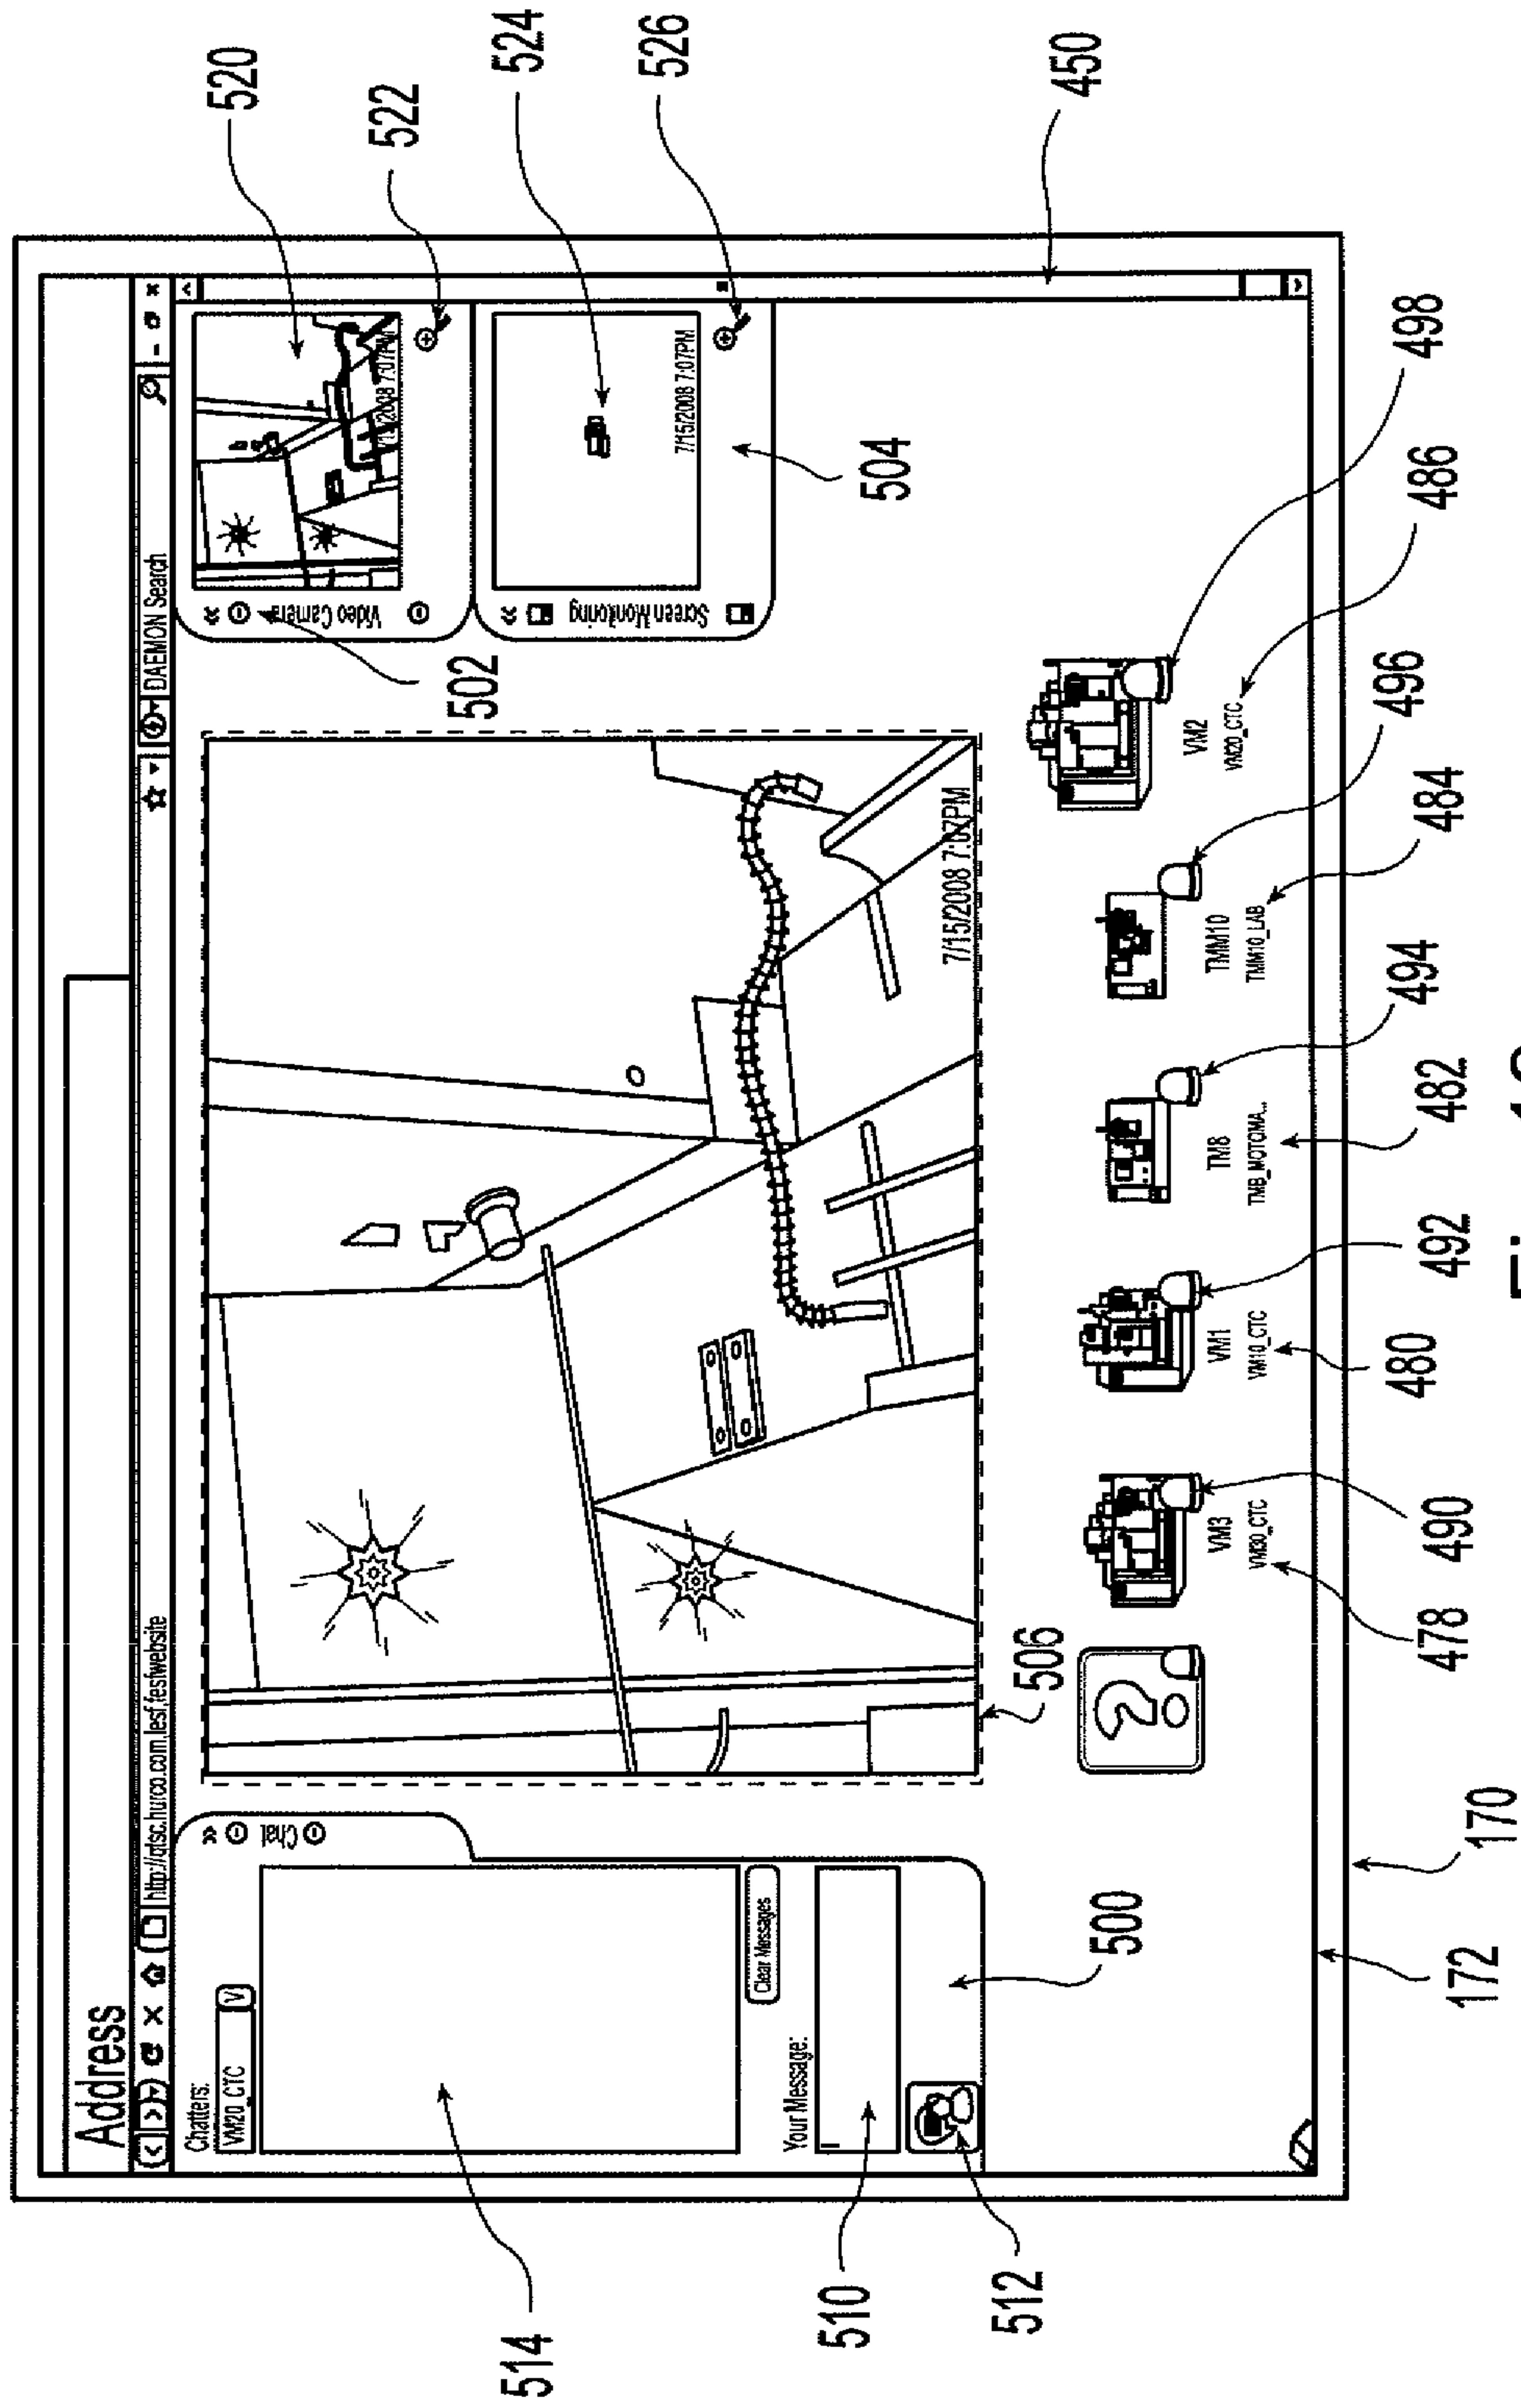 Address
http://qtsc.hurco.com,lesf,festwebsite
DAEMON Search
Chatters:
VM20_CTC
V
Clear Messages
Your Message:
Chat
7/15/2008 7:07PM
Video Camera
7/15/2008 7:07PM
Screen Monitoring
7/15/2008 7:07PM
?
VM3
VM30_CTC
VM1
VM10_CTC
TM8
TMB_MOTOMA...
TMM10
TMM10_LAB
VM2
VM20_CTC
514
510
512
500
172
170
506
478
490
480
492
482
494
484
496
486
498
502
504
520
522
524
526
450